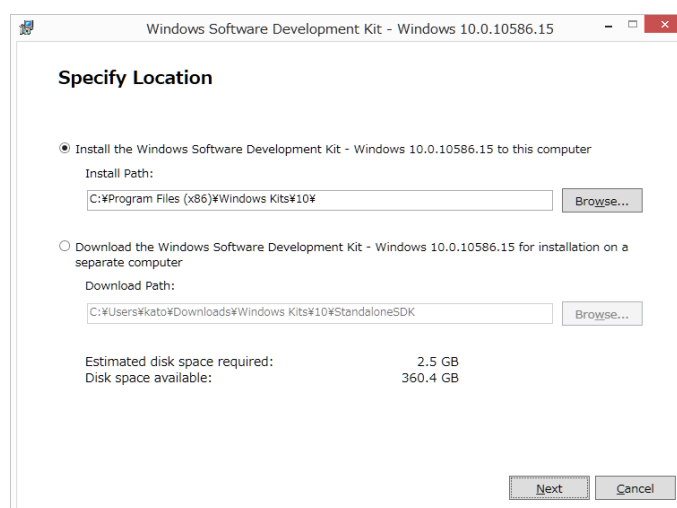 Windows Software Development Kit - Windows 10.0.10586.15
Specify Location
Install the Windows Software Development Kit - Windows 10.0.10586.15 to this computer
Install Path:
C:¥Program Files (x86)¥Windows Kits¥10¥
Browse...
Download the Windows Software Development Kit - Windows 10.0.10586.15 for installation on a
separate computer
Download Path:
C:¥Users¥kato¥Downloads¥Windows Kits¥10¥StandaloneSDK
Browse...
Estimated disk space required: 2.5 GB
Disk space available: 360.4 GB
Next Cancel